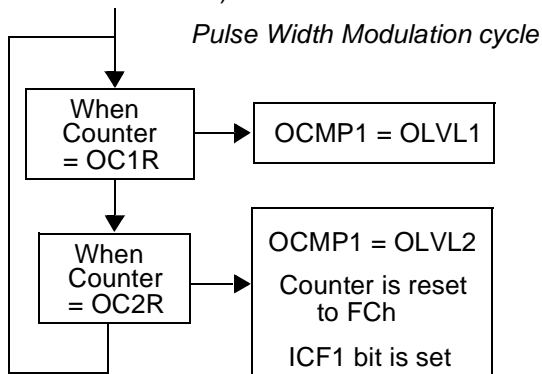 Pulse Width Modulation cycle
When
Counter
= OC1R
OCMP1 = OLVL1
When
Counter
= OC2R
OCMP1 = OLVL2
Counter is reset
to FCh
ICF1 bit is set